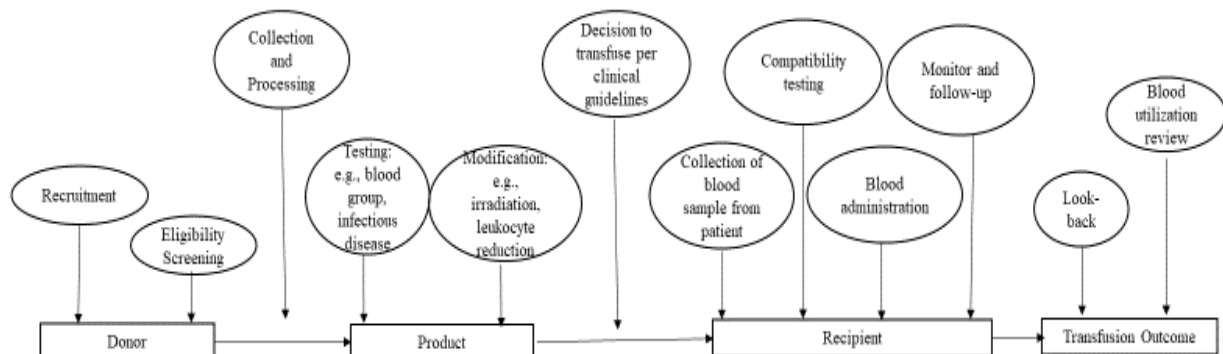 Recruitment
Eligibility
Screening
Collection
and
Processing
Testing:
e.g., blood
group,
infectious
disease
Modification:
e.g.,
irradiation,
leukocyte
reduction
Decision to
transfuse per
clinical
guidelines
Collection of
blood
sample from
patient
Compatibility
testing
Blood
administration
Monitor and
follow-up
Look-
back
Blood
utilization
review
Donor
Product
Recipient
Transfusion Outcome